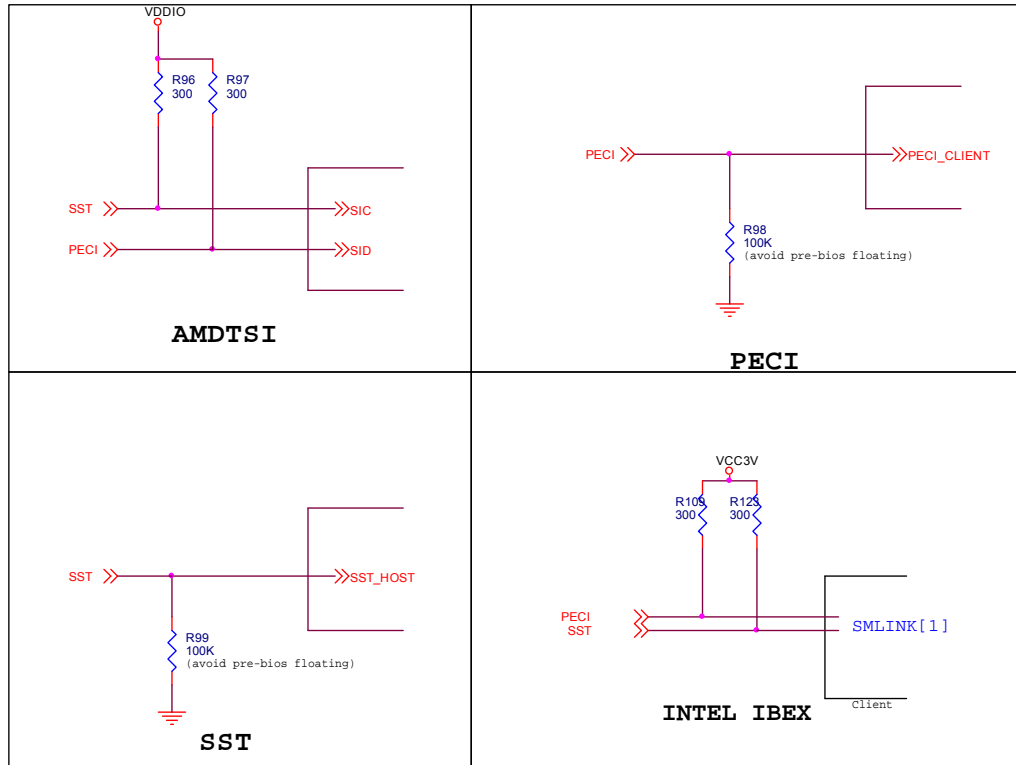 VDDIO
R96
300
R97
300
SST
SIC
PECI
SID
AMDTSI
PECI
PECI_CLIENT
R98
100K
(avoid pre-bios floating)
PECI
SST
SST_HOST
R99
100K
(avoid pre-bios floating)
SST
VCC3V
R109
300
R123
300
PECI
SST
SMLINK[1]
Client
INTEL IBEX